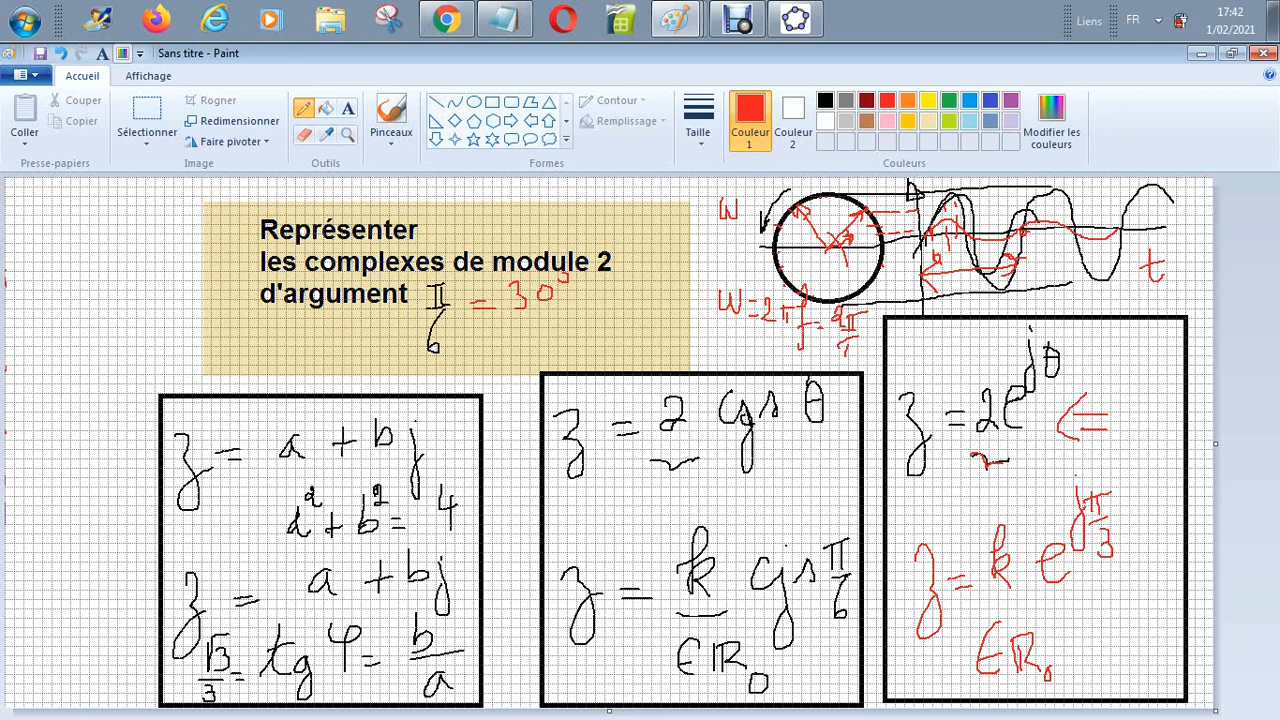 Liens
FR
17:42
1/02/2021
Sans titre - Paint
Accueil
Affichage
Coller
Couper
Copier
Presse-papiers
Sélectionner
Rogner
Redimensionner
Faire pivoter
Image
A
Outils
Pinceaux
Contour
Remplissage
Formes
Taille
Couleur 1
Couleur 2
Modifier les couleurs
Couleurs
Représenter
les complexes de module 2
d'argument π/6 = 30°
W
W = 2πf =
t
z = a + bj
a² + b² = 4
z = a + bj
√3/3 = tg φ = b/a
z = 2 cjs θ
z = k cjs π/6
∈ ℝ₀
z = 2e^jθ <=
z = k e^jπ/3
∈ ℝ₀